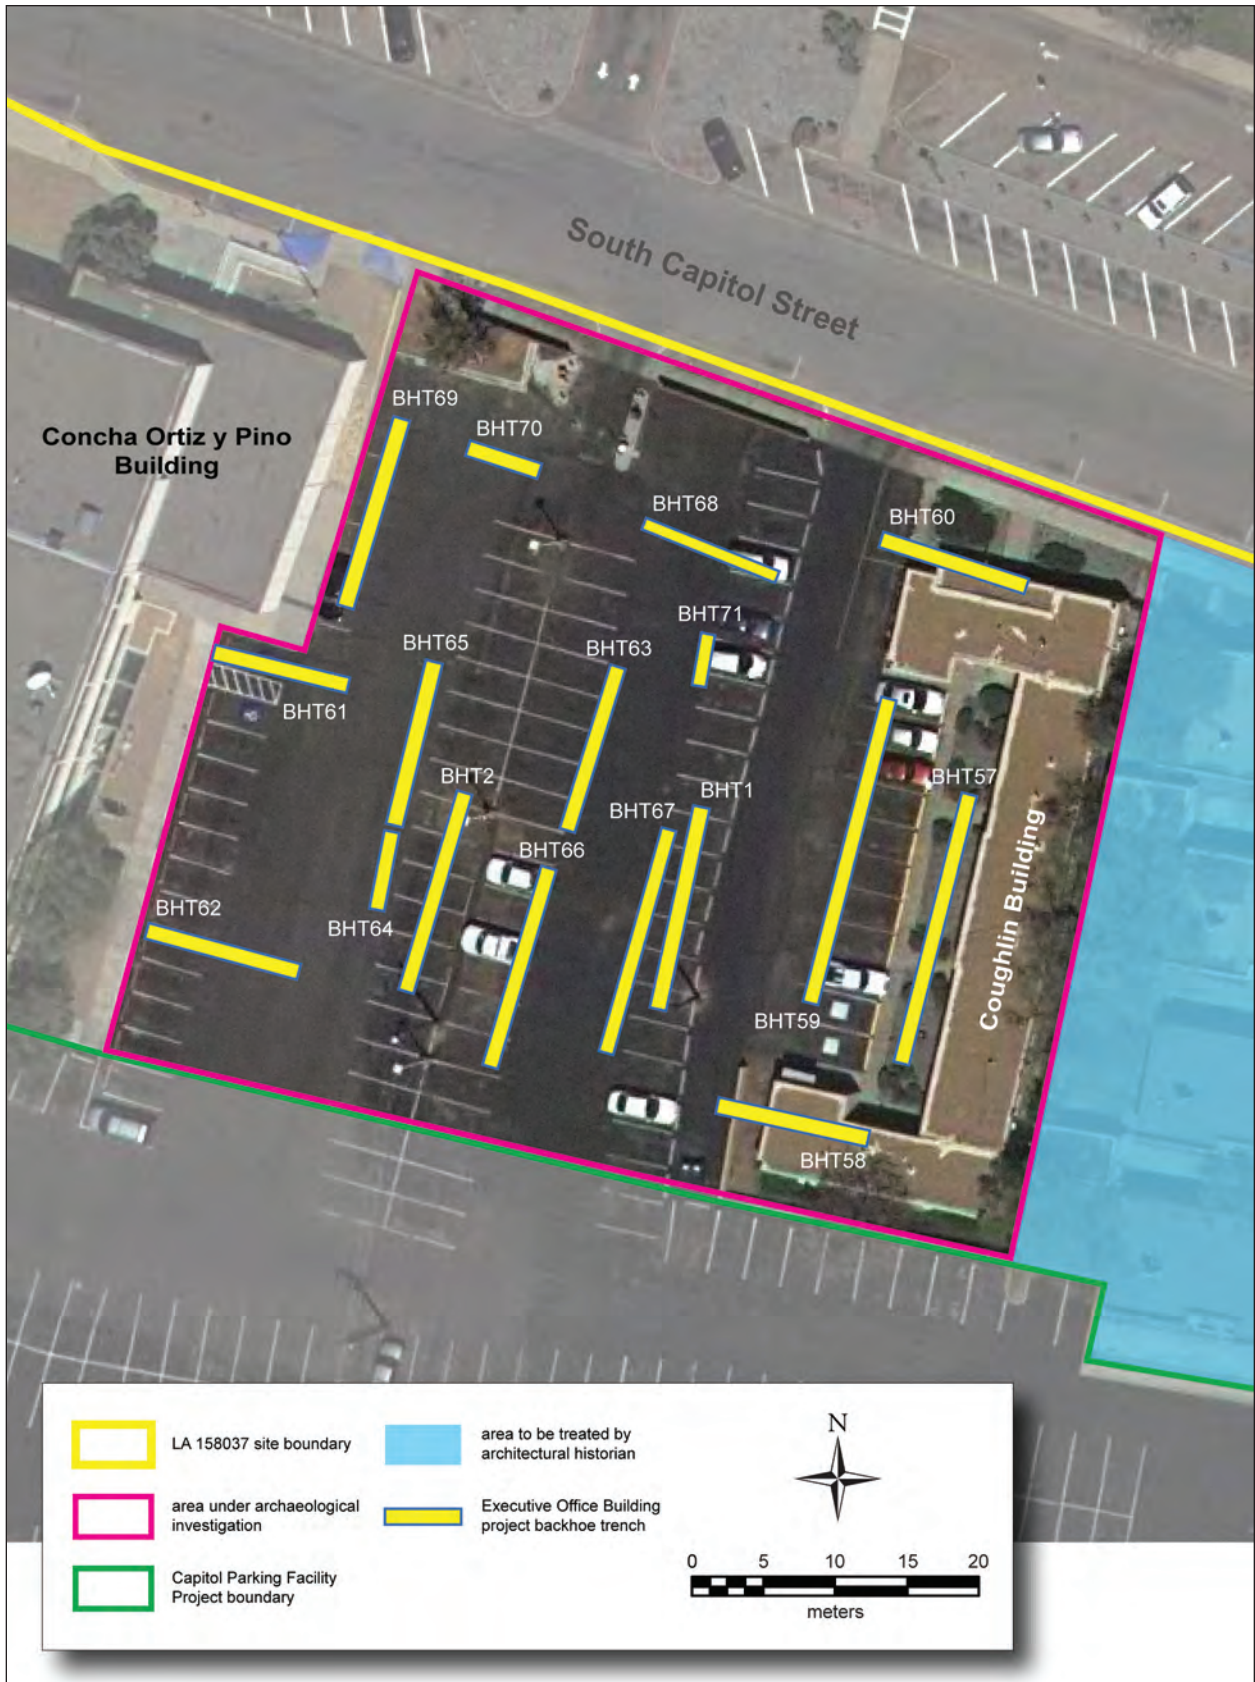 South Capitol Street
Concha Ortiz y Pino
Building
BHT69
BHT70
BHT68
BHT60
BHT71
BHT65
BHT63
BHT61
BHT2
BHT57
BHT67
BHT1
BHT66
Coughlin Building
BHT62
BHT64
BHT59
BHT58
LA 158037 site boundary
area under archaeological
investigation
Capitol Parking Facility
Project boundary
area to be treated by
architectural historian
Executive Office Building
project backhoe trench
N
0 5 10 15 20
meters